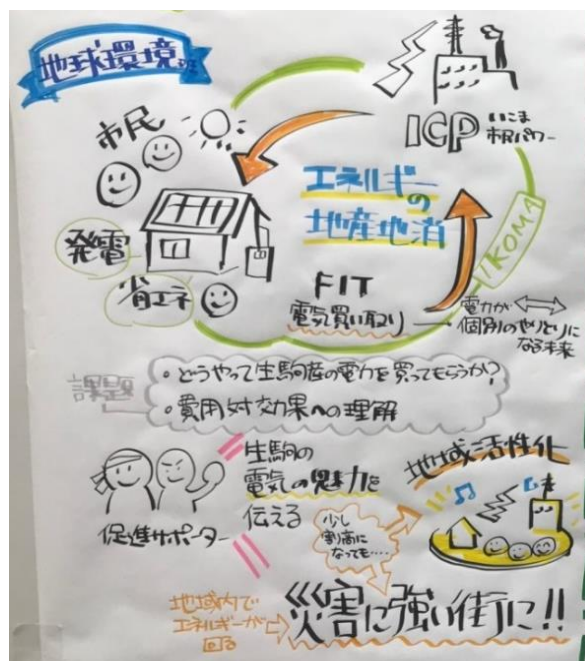 地球環境班
ICP いこま
市民パワー
市民
エネルギー
の
地産地消
IKOMA
発電
省エネ
FIT
電気買い取り
電力が
個別のやりとりに
なる未来
課題
・どうやって生駒産の電力を買ってもらうか?
・費用対効果への理解
生駒の
電気の魅力を
伝える
促進サポーター
地域活性化
少し
割高に
なっても....
地域内で
エネルギーが
回る
災害に強い街に!!